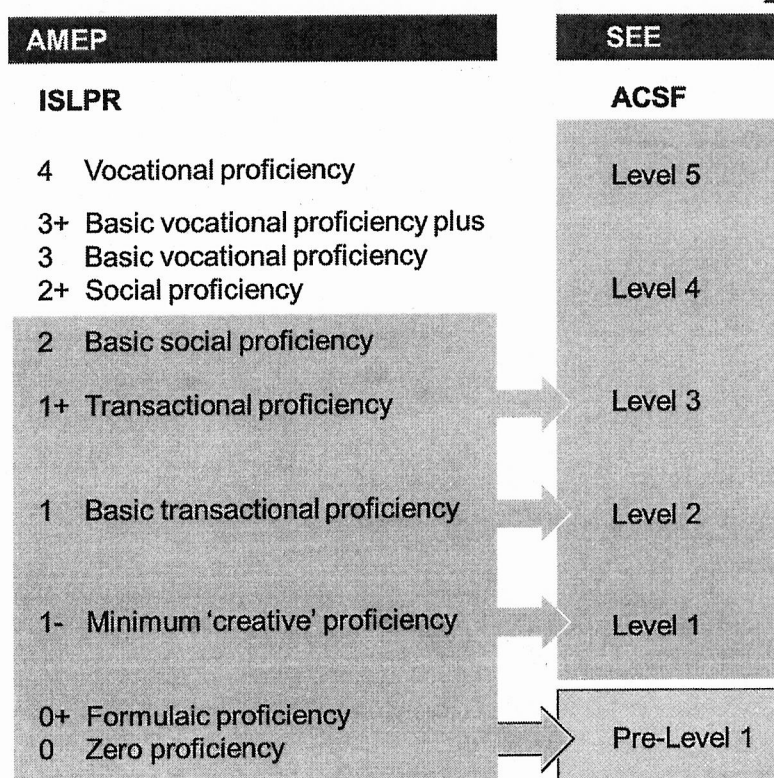 AMEP
SEE
ISLPR
ACSF
4 Vocational proficiency
Level 5
3+ Basic vocational proficiency plus
3 Basic vocational proficiency
2+ Social proficiency
Level 4
2 Basic social proficiency
1+ Transactional proficiency
Level 3
1 Basic transactional proficiency
Level 2
1- Minimum ‘creative’ proficiency
Level 1
0+ Formulaic proficiency
0 Zero proficiency
Pre-Level 1